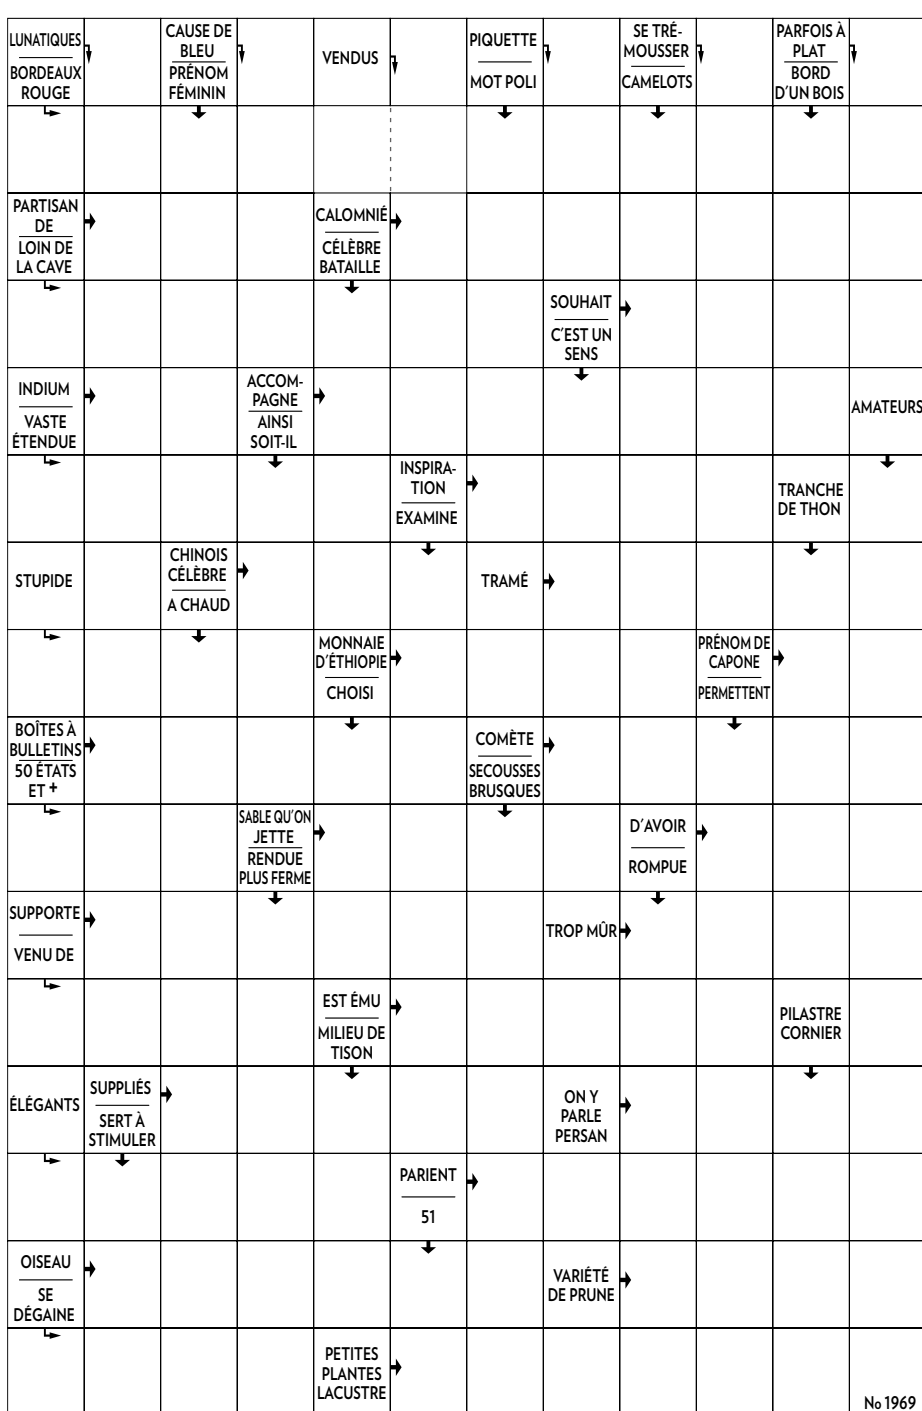 LUNATIQUES
BORDEAUX
ROUGE
CAUSE DE
BLEU
PRÉNOM
FÉMININ
VENDUS
PIQUETTE
MOT POLI
SE TRÉ-
MOUSSER
CAMELOTS
PARFOIS À
PLAT
BORD
D'UN BOIS
PARTISAN
DE
LOIN DE
LA CAVE
CALOMNIÉ
CÉLÈBRE
BATAILLE
SOUHAIT
C'EST UN
SENS
INDIUM
VASTE
ÉTENDUE
ACCOM-
PAGNE
AINSI
SOIT-IL
AMATEURS
INSPIRA-
TION
EXAMINE
TRANCHE
DE THON
STUPIDE
CHINOIS
CÉLÈBRE
A CHAUD
TRAMÉ
MONNAIE
D'ÉTHIOPIE
CHOISI
PRÉNOM DE
CAPONE
PERMETTENT
BOÎTES À
BULLETINS
50 ÉTATS
ET +
COMÈTE
SECOUSSES
BRUSQUES
SABLE QU'ON
JETTE
RENDUE
PLUS FERME
D'AVOIR
ROMPUE
SUPPORTE
VENU DE
TROP MÛR
EST ÉMU
MILIEU DE
TISON
PILASTRE
CORNIER
ÉLÉGANTS
SUPPLIÉS
SERT À
STIMULER
ON Y
PARLE
PERSAN
PARIENT
51
OISEAU
SE
DÉGAINE
VARIÉTÉ
DE PRUNE
PETITES
PLANTES
LACUSTRE
No 1969